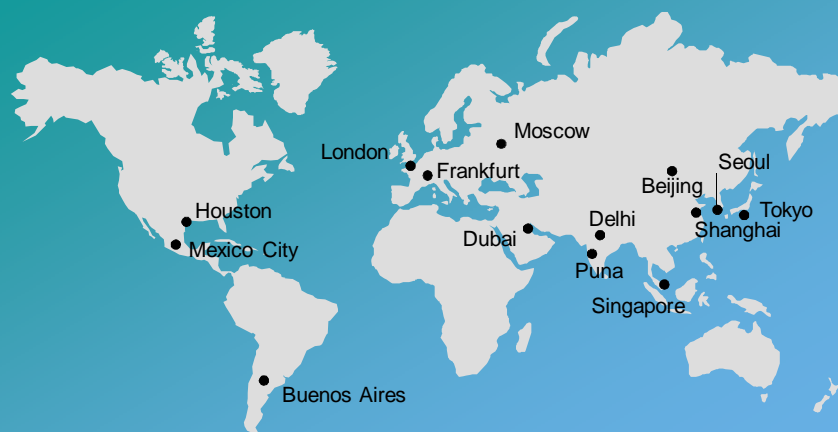 Moscow
London
Frankfurt
Seoul
Beijing
Houston
Delhi
Tokyo
Dubai
Shanghai
Mexico City
Puna
Singapore
Buenos Aires